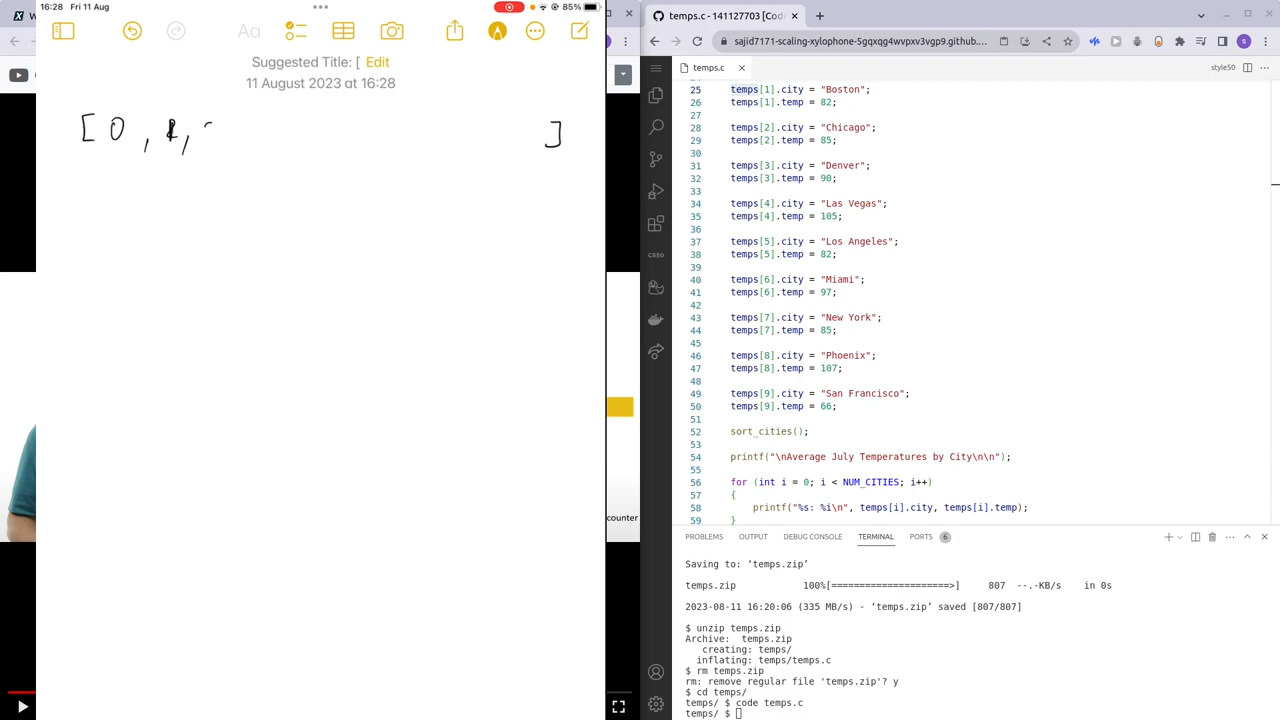 16:28 Fri 11 Aug
85%
Aa
Suggested Title: [ Edit
11 August 2023 at 16:28
[ 0 , 1,
]
counter
temps.c - 141127703 [Cod
sajid7171-scaling-xylophone-5gqxqg4wvpxv3vgp9.github...
s
temps.c
style50
CS50
25 temps[1].city = "Boston";
26 temps[1].temp = 82;
27
28 temps[2].city = "Chicago";
29 temps[2].temp = 85;
30
31 temps[3].city = "Denver";
32 temps[3].temp = 90;
33
34 temps[4].city = "Las Vegas";
35 temps[4].temp = 105;
36
37 temps[5].city = "Los Angeles";
38 temps[5].temp = 82;
39
40 temps[6].city = "Miami";
41 temps[6].temp = 97;
42
43 temps[7].city = "New York";
44 temps[7].temp = 85;
45
46 temps[8].city = "Phoenix";
47 temps[8].temp = 107;
48
49 temps[9].city = "San Francisco";
50 temps[9].temp = 66;
51
52 sort_cities();
53
54 printf("\nAverage July Temperatures by City\n\n");
55
56 for (int i = 0; i < NUM_CITIES; i++)
57 {
58 printf("%s: %i\n", temps[i].city, temps[i].temp);
59 }
PROBLEMS OUTPUT DEBUG CONSOLE TERMINAL PORTS 6
Saving to: ‘temps.zip’
temps.zip 100%[=====================>] 807 --.-KB/s in 0s
2023-08-11 16:20:06 (335 MB/s) - ‘temps.zip’ saved [807/807]
$ unzip temps.zip
Archive: temps.zip
creating: temps/
inflating: temps/temps.c
$ rm temps.zip
rm: remove regular file 'temps.zip'? y
$ cd temps/
temps/ $ code temps.c
temps/ $